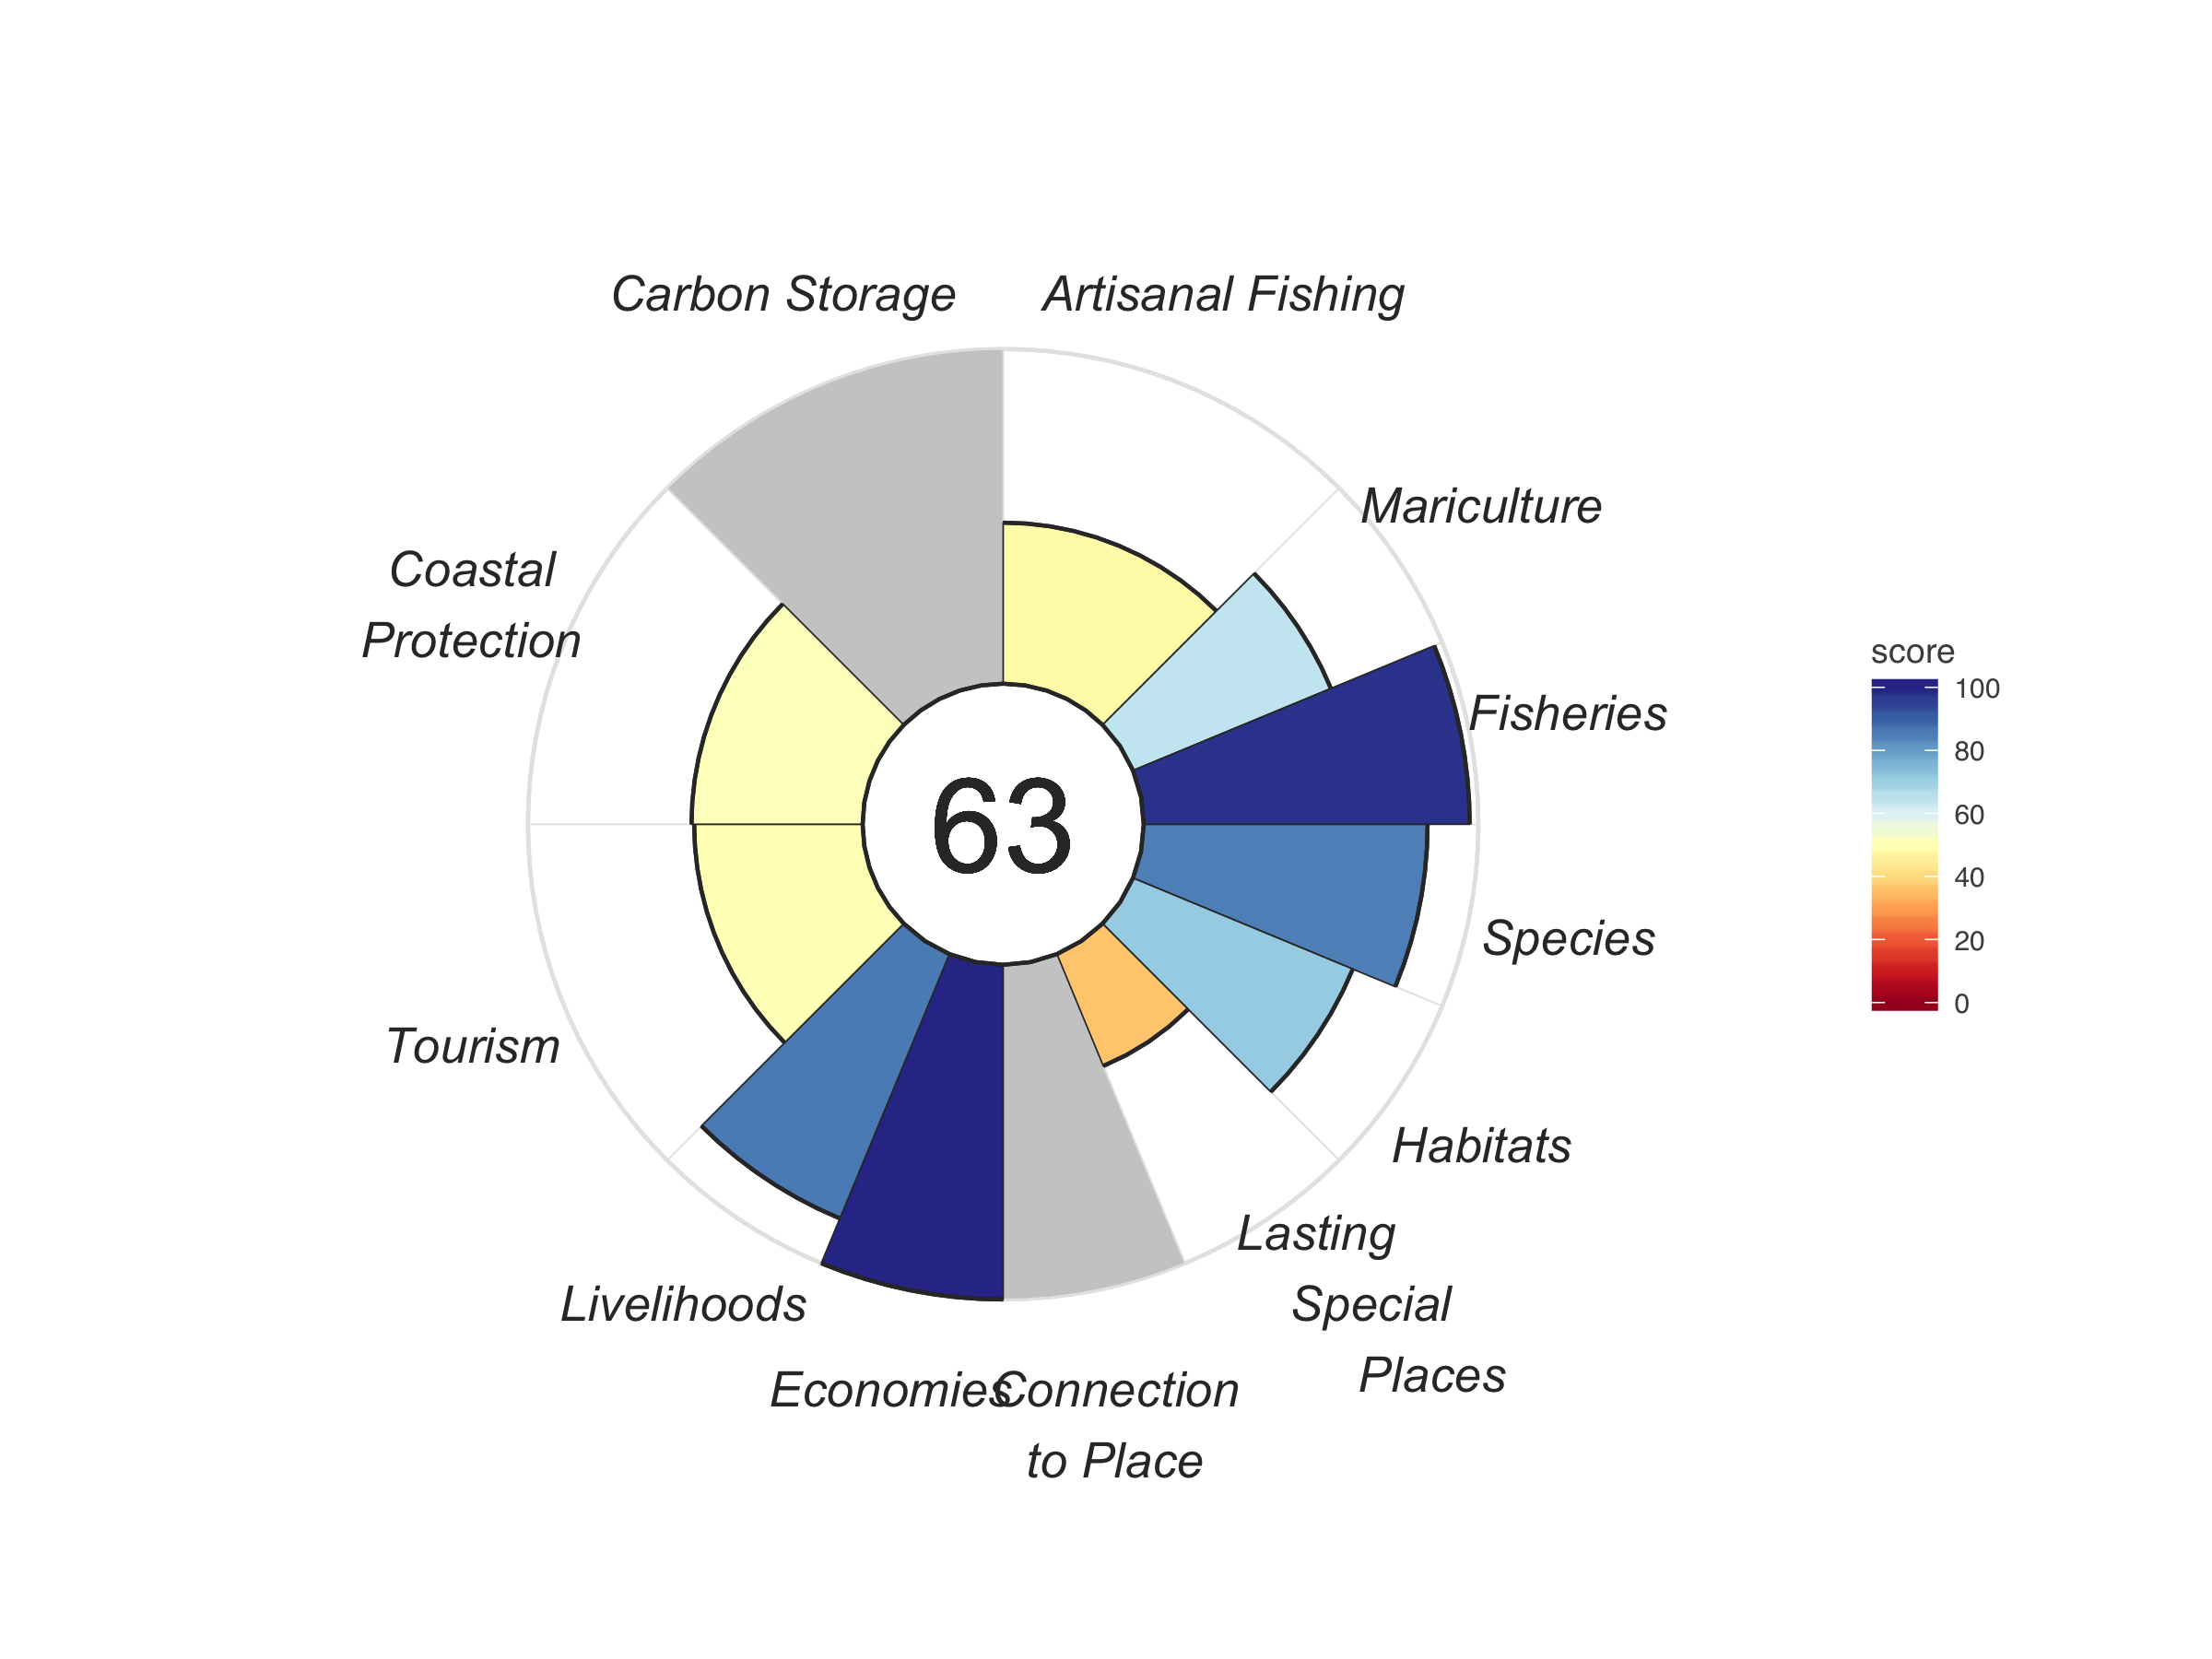 Carbon Storage
Artisanal Fishing
Mariculture
Coastal
Protection
Fisheries
score
100
80
60
40
20
0
63
Species
Tourism
Habitats
Lasting
Special
Places
Livelihoods
Economies
Connection
to Place